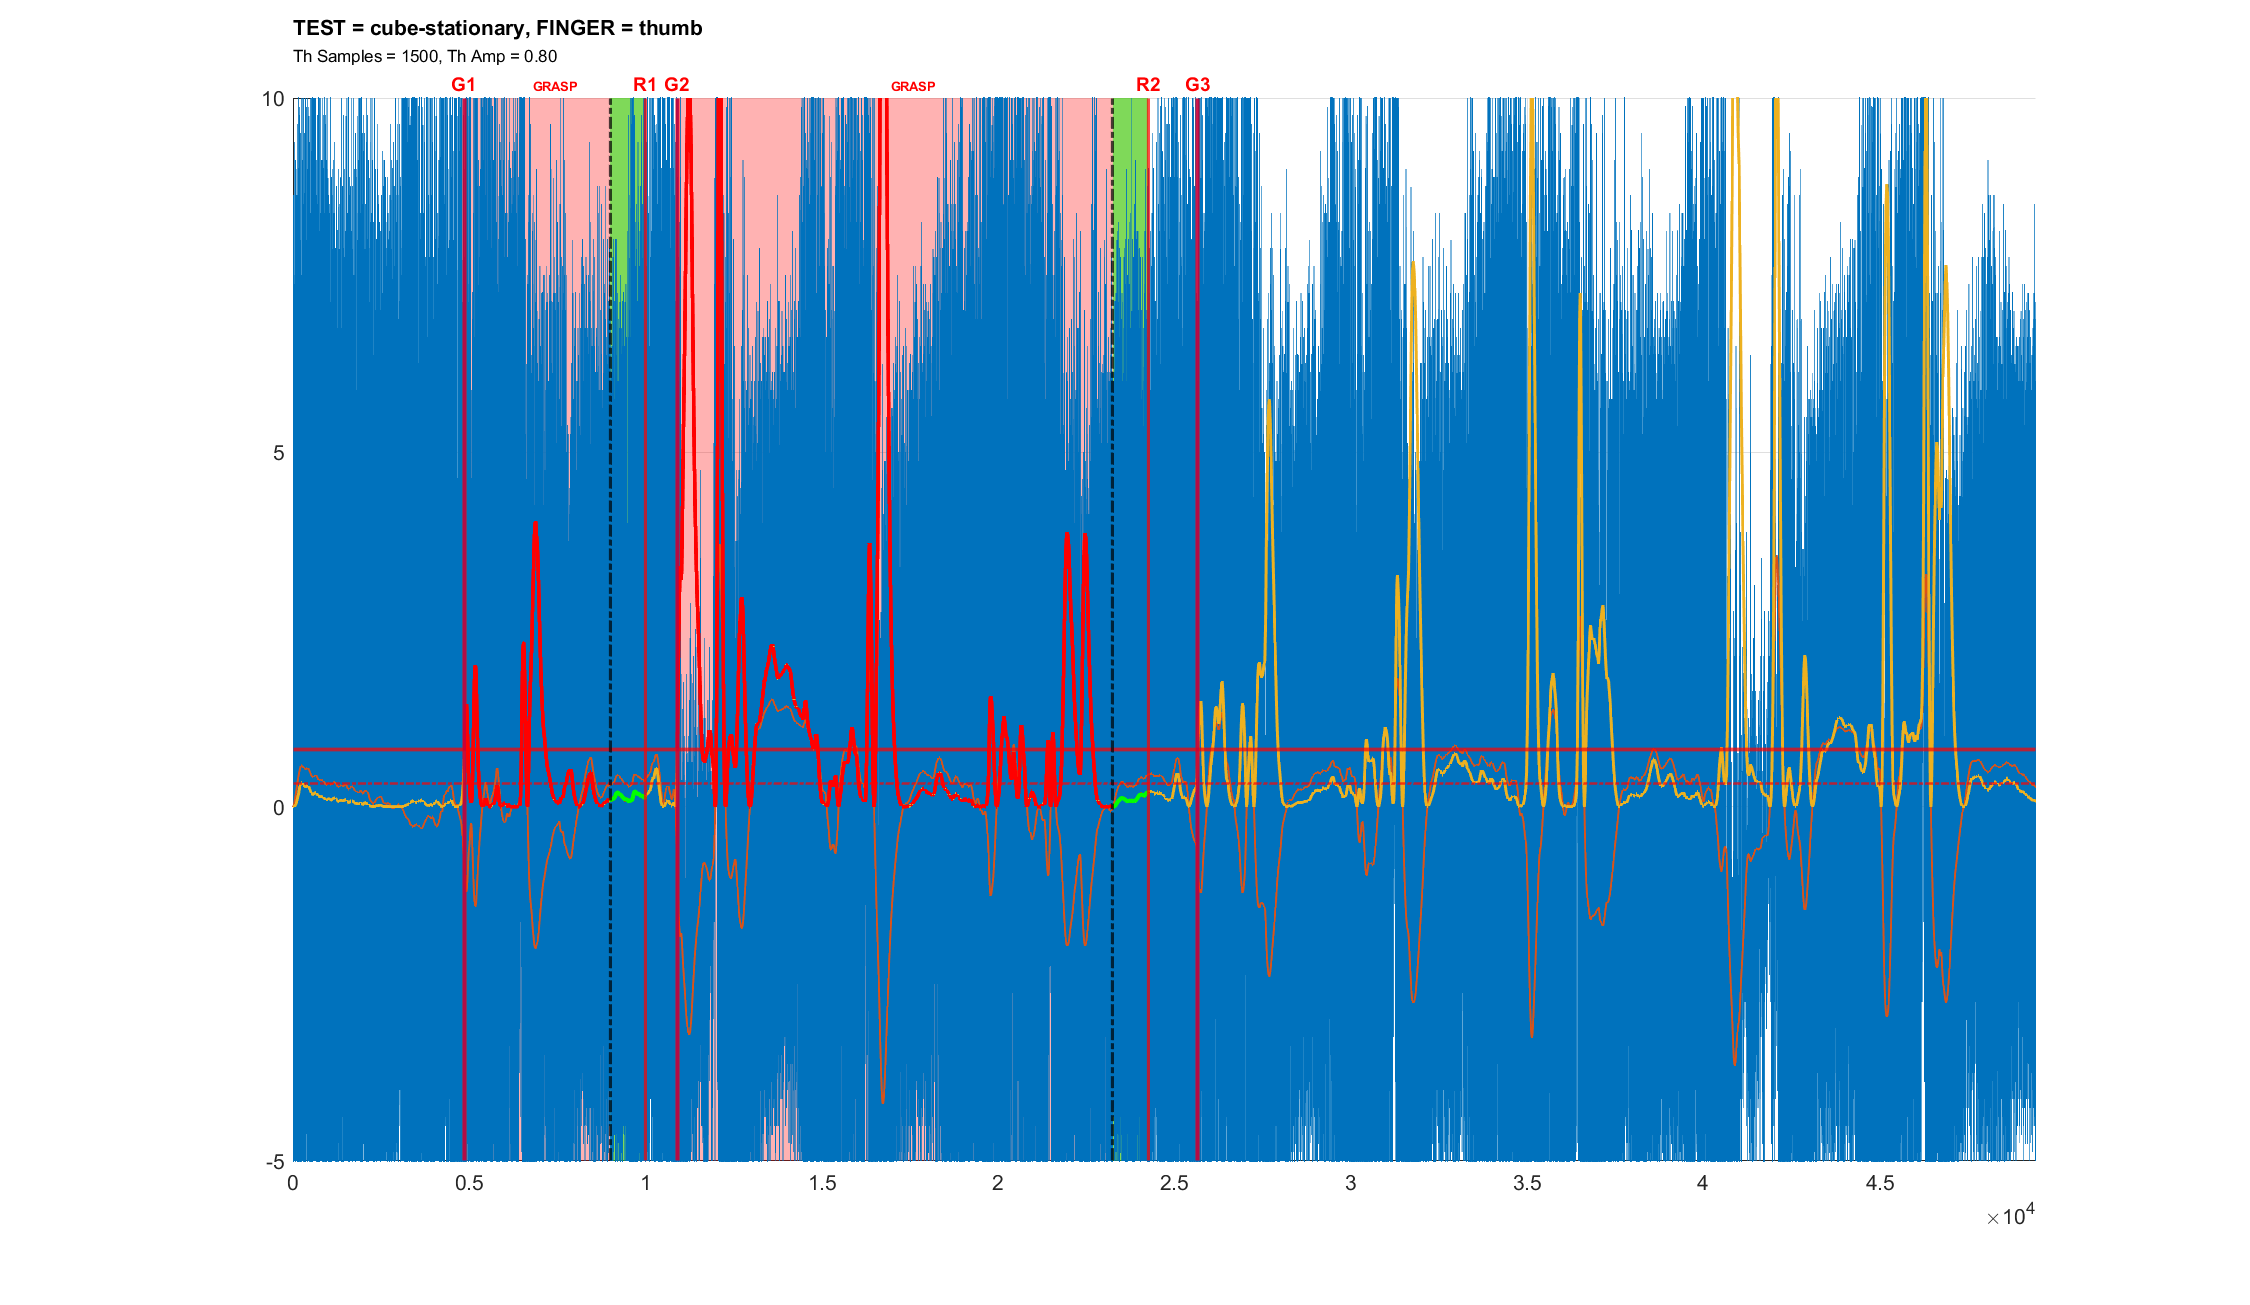 TEST = cube-stationary, FINGER = thumb
Th Samples = 1500, Th Amp = 0.80
G1 GRASP R1 G2 GRASP R2 G3
10
5
0
-5
0 0.5 1 1.5 2 2.5 3 3.5 4 4.5
×10^4